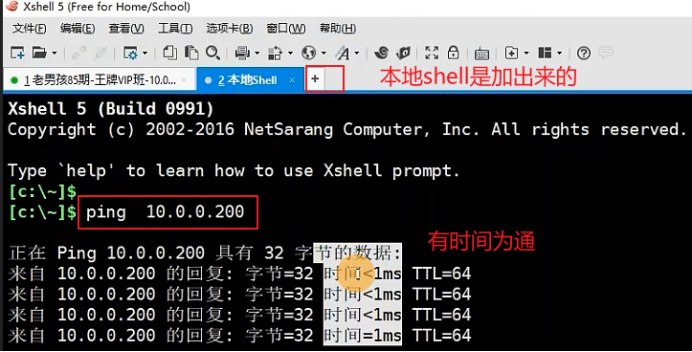 Xshell 5 (Free for Home/School)
文件(F) 编辑(E) 查看(V) 工具(T) 选项卡(B) 窗口(W) 帮助(H)
1 老男孩85期-王牌VIP班-10.0... × 2 本地Shell × +
本地shell是加出来的
Xshell 5 (Build 0991)
Copyright (c) 2002-2016 NetSarang Computer, Inc. All rights reserved.
Type `help' to learn how to use Xshell prompt.
[c:\~]$
[c:\~]$ ping 10.0.0.200
有时间为通
正在 Ping 10.0.0.200 具有 32 字节的数据:
来自 10.0.0.200 的回复: 字节=32 时间<1ms TTL=64
来自 10.0.0.200 的回复: 字节=32 时间<1ms TTL=64
来自 10.0.0.200 的回复: 字节=32 时间<1ms TTL=64
来自 10.0.0.200 的回复: 字节=32 时间=1ms TTL=64